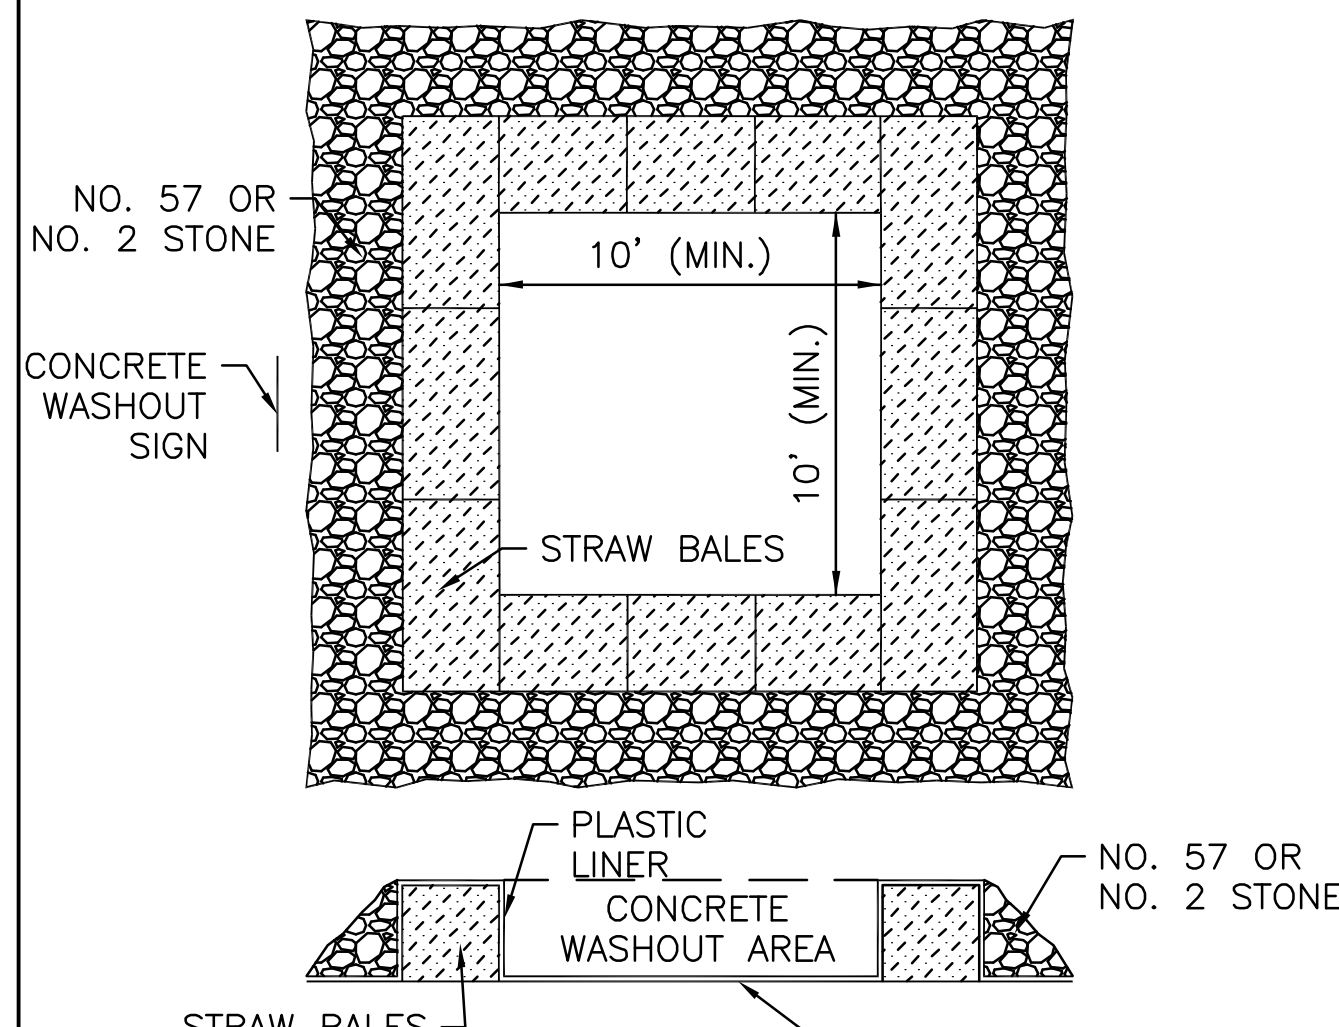 NO. 57 OR
NO. 2 STONE
10' (MIN.)
10' (MIN.)
CONCRETE
WASHOUT
SIGN
STRAW BALES
PLASTIC
LINER
NO. 57 OR
NO. 2 STONE
CONCRETE
WASHOUT AREA
STRAW BALES